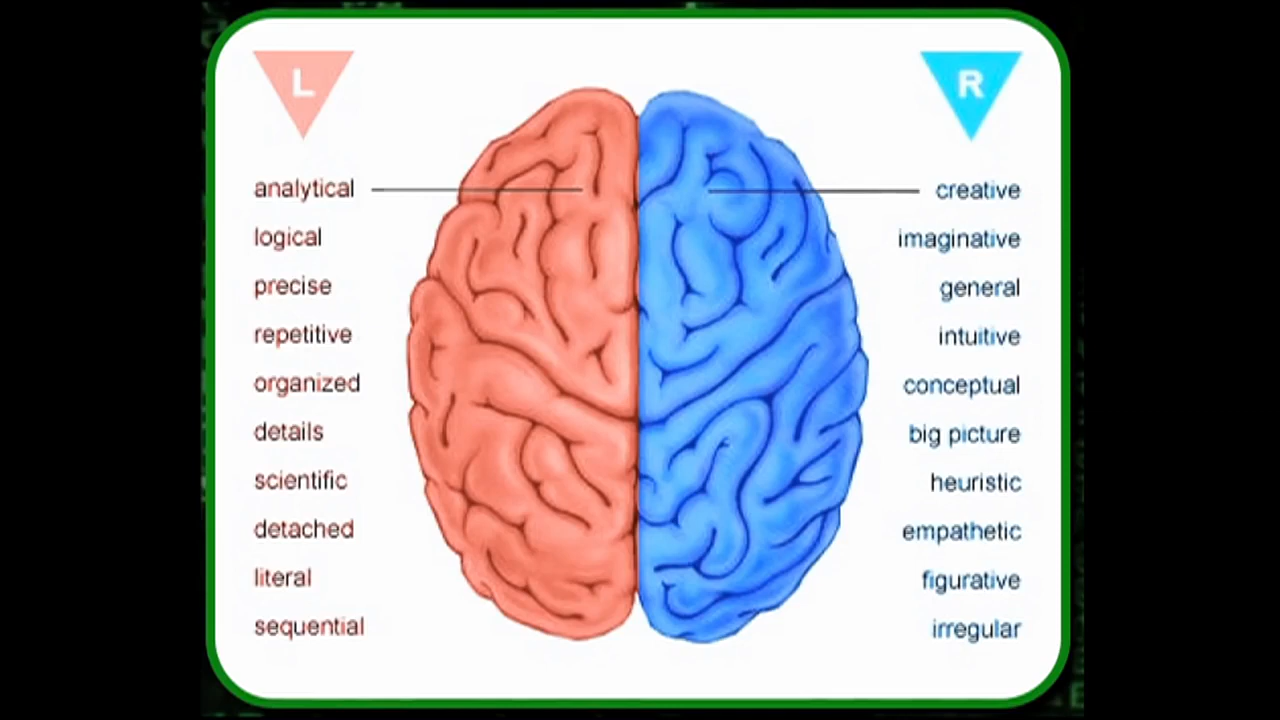 L
R
analytical
creative
logical
imaginative
precise
general
repetitive
intuitive
organized
conceptual
details
big picture
scientific
heuristic
detached
empathetic
literal
figurative
sequential
irregular